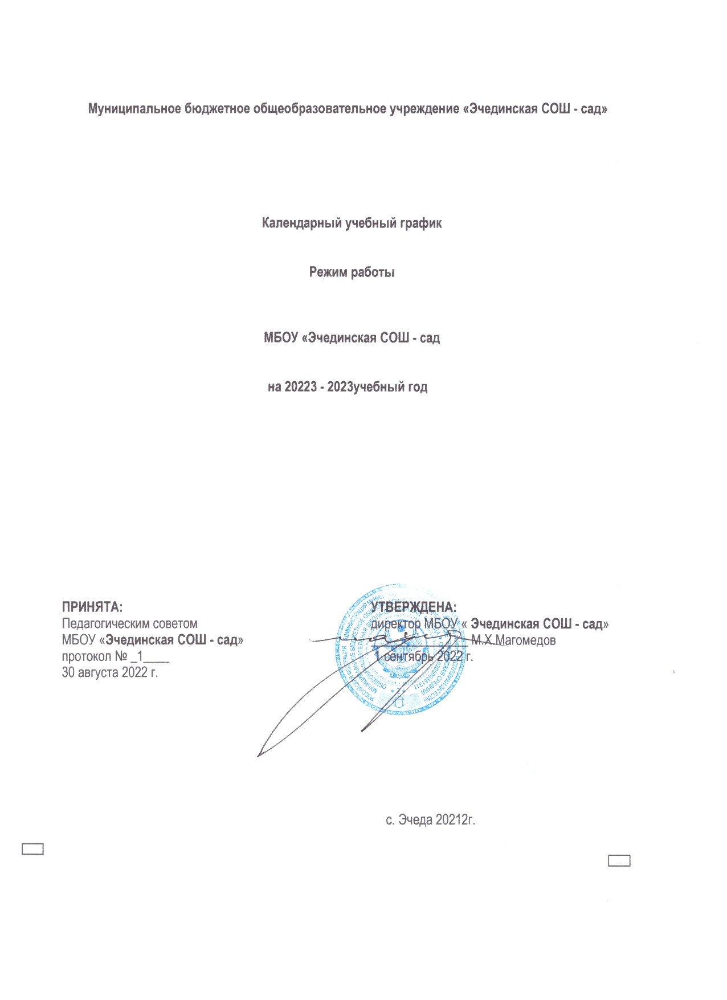 Муниципальное бюджетное общеобразовательное учреждение «Эчединская СОШ - сад»
Календарный учебный график
Режим работы
МБОУ «Эчединская СОШ - сад
на 20223 - 2023учебный год
ПРИНЯТА:
Педагогическим советом
МБОУ «Эчединская СОШ - сад»
протокол № _1____
30 августа 2022 г.
УТВЕРЖДЕНА:
директор МБОУ « Эчединская СОШ - сад»
______________ М.Х.Магомедов
1 сентябрь 2022 г.
РОССИЙСКАЯ ФЕДЕРАЦИЯ
с. Эчеда 20212г.